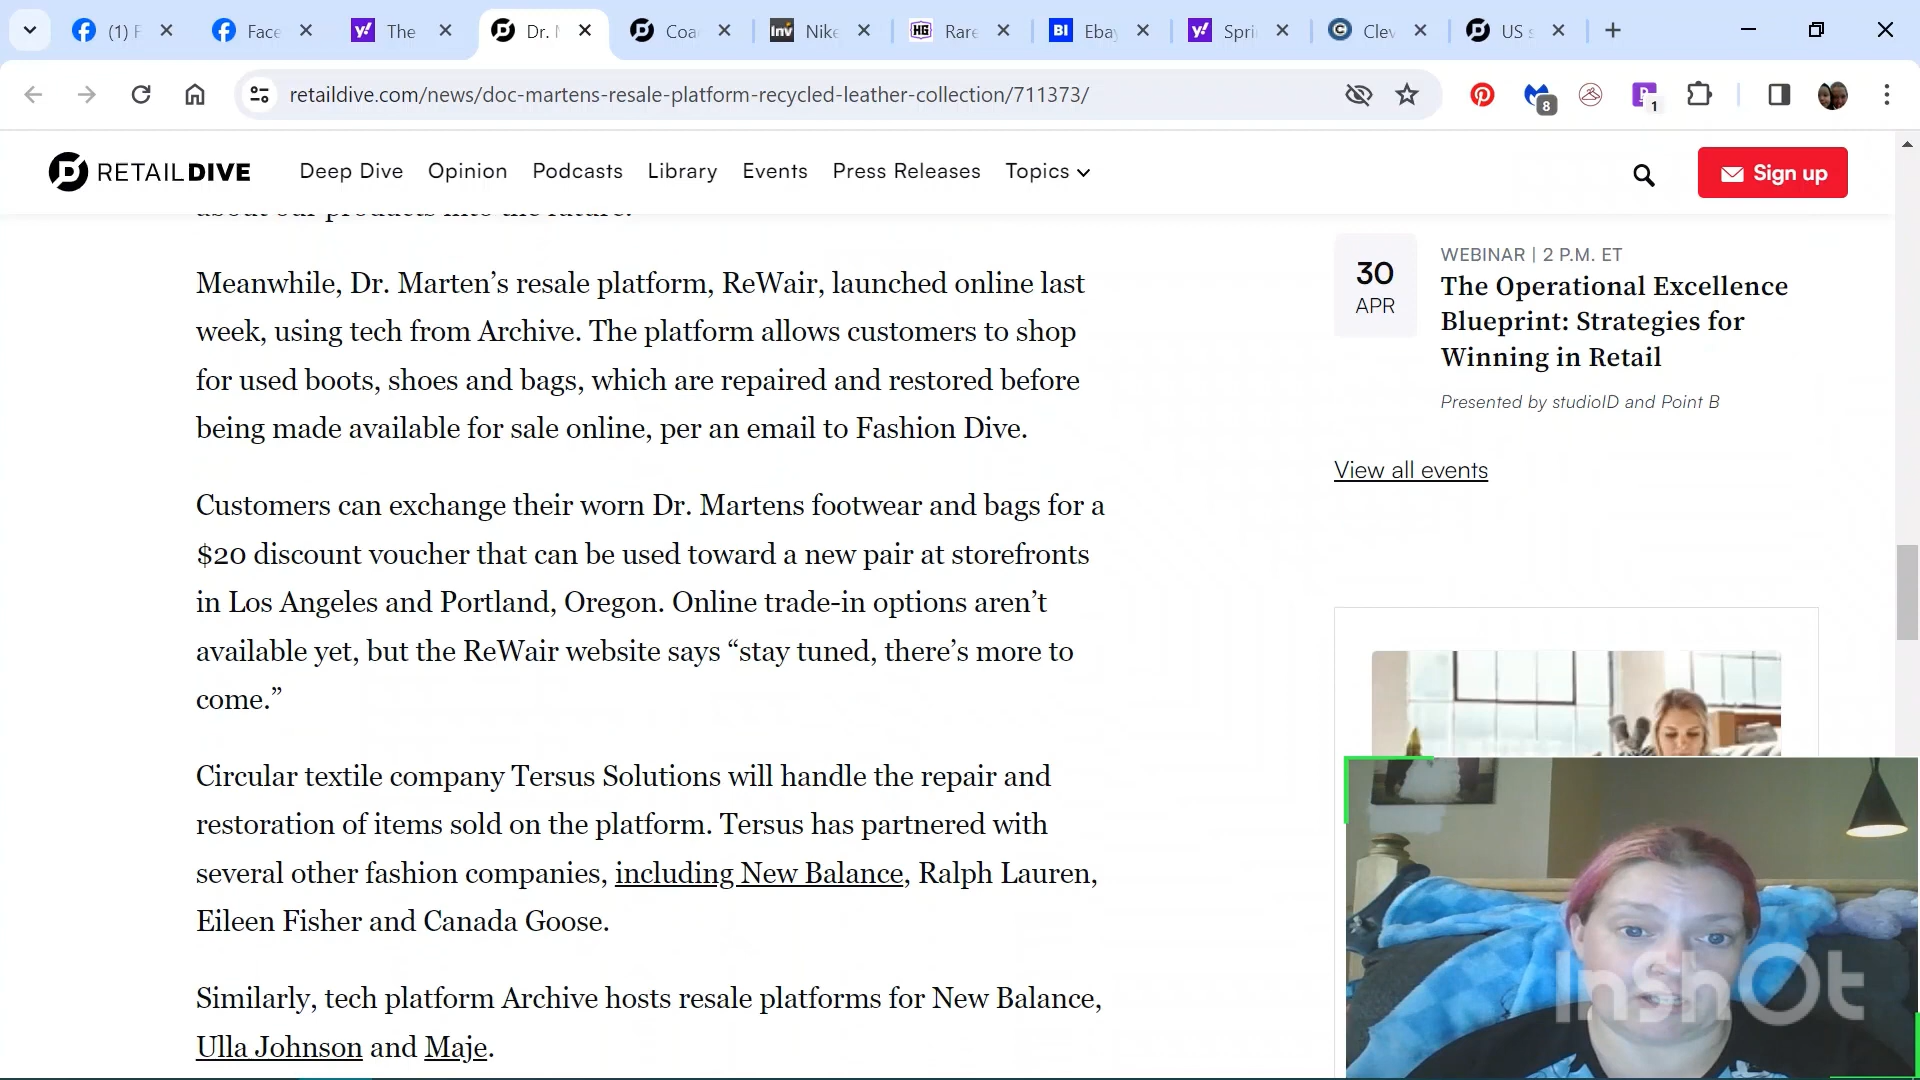 (1) F
Face
The
Dr. M
Coa
Nike
Rare
Ebay
Spri
Clev
US s
retaildive.com/news/doc-martens-resale-platform-recycled-leather-collection/711373/
8
1
RETAILDIVE
Deep Dive
Opinion
Podcasts
Library
Events
Press Releases
Topics
Sign up
about our products into the future.
Meanwhile, Dr. Marten’s resale platform, ReWair, launched online last
week, using tech from Archive. The platform allows customers to shop
for used boots, shoes and bags, which are repaired and restored before
being made available for sale online, per an email to Fashion Dive.
Customers can exchange their worn Dr. Martens footwear and bags for a
$20 discount voucher that can be used toward a new pair at storefronts
in Los Angeles and Portland, Oregon. Online trade-in options aren’t
available yet, but the ReWair website says “stay tuned, there’s more to
come.”
Circular textile company Tersus Solutions will handle the repair and
restoration of items sold on the platform. Tersus has partnered with
several other fashion companies, including New Balance, Ralph Lauren,
Eileen Fisher and Canada Goose.
Similarly, tech platform Archive hosts resale platforms for New Balance,
Ulla Johnson and Maje.
30
APR
WEBINAR | 2 P.M. ET
The Operational Excellence
Blueprint: Strategies for
Winning in Retail
Presented by studioID and Point B
View all events
InShOt